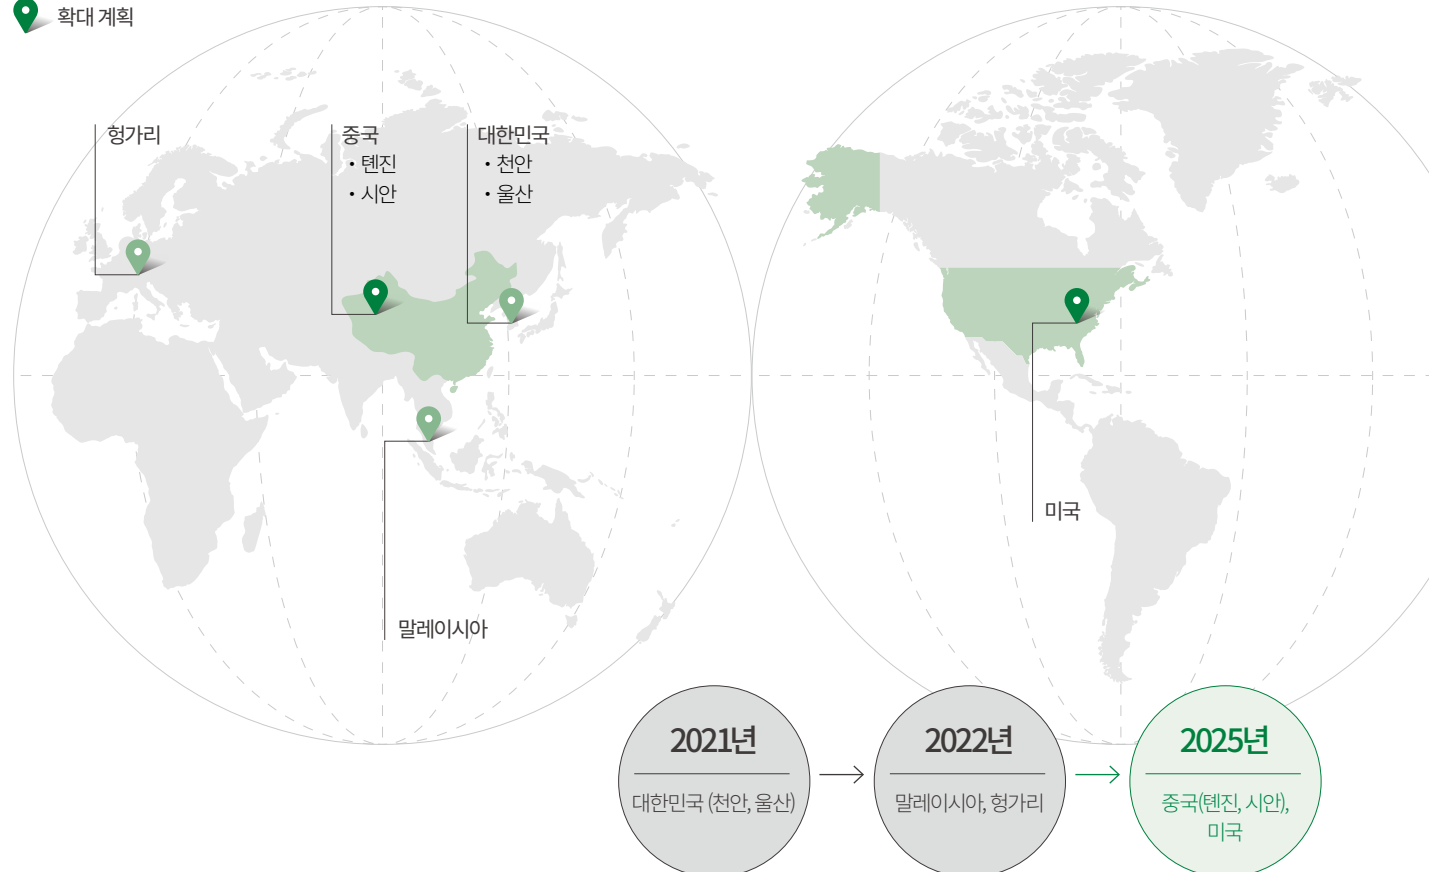 확대 계획
헝가리
중국
• 톈진
• 시안
대한민국
• 천안
• 울산
미국
말레이시아
2021년
대한민국 (천안, 울산)
2022년
말레이시아, 헝가리
2025년
중국(톈진, 시안),
미국